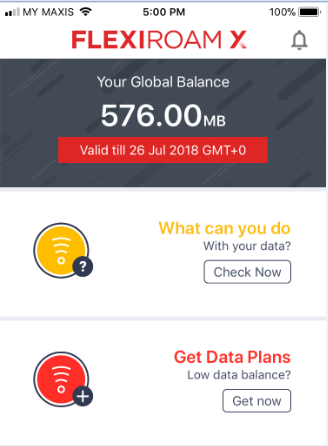 MY MAXIS 5:00 PM 100%
FLEXIROAM X
Your Global Balance
576.00MB
Valid till 26 Jul 2018 GMT+0
What can you do
With your data?
?
Check Now
Get Data Plans
Low data balance?
+
Get now